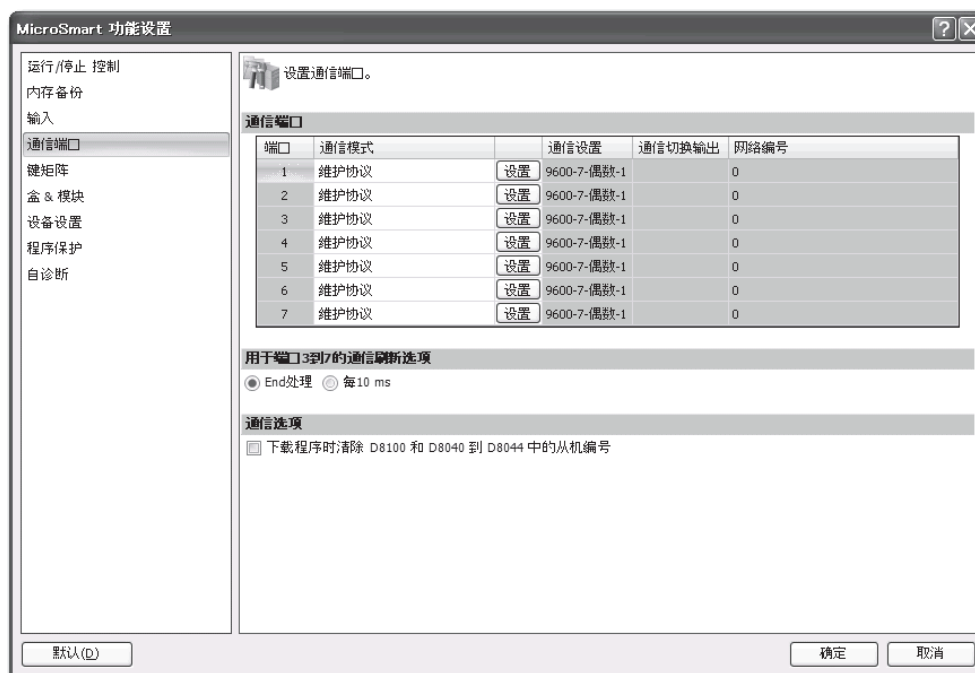 MicroSmart 功能设置
运行/停止 控制
内存备份
输入
通信端口
键矩阵
盒 & 模块
设备设置
程序保护
自诊断
设置通信端口。
通信端口
端口 通信模式 通信设置 通信切换输出 网络编号
1 维护协议 设置 9600-7-偶数-1 0
2 维护协议 设置 9600-7-偶数-1 0
3 维护协议 设置 9600-7-偶数-1 0
4 维护协议 设置 9600-7-偶数-1 0
5 维护协议 设置 9600-7-偶数-1 0
6 维护协议 设置 9600-7-偶数-1 0
7 维护协议 设置 9600-7-偶数-1 0
用于端口3到7的通信刷新选项
End处理 每10 ms
通信选项
下载程序时清除 D8100 和 D8040 到 D8044 中的从机编号
默认(D) 确定 取消